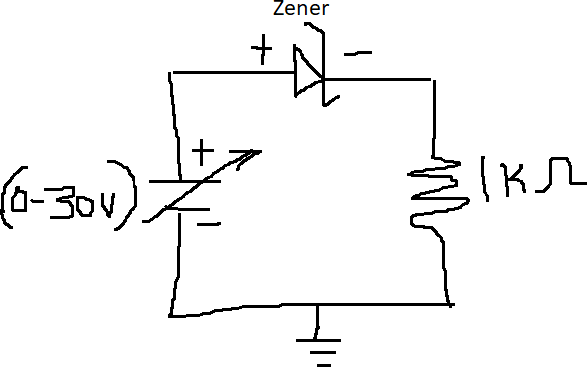 Zener
+ −
+
(0-30V)
−
1KΩ